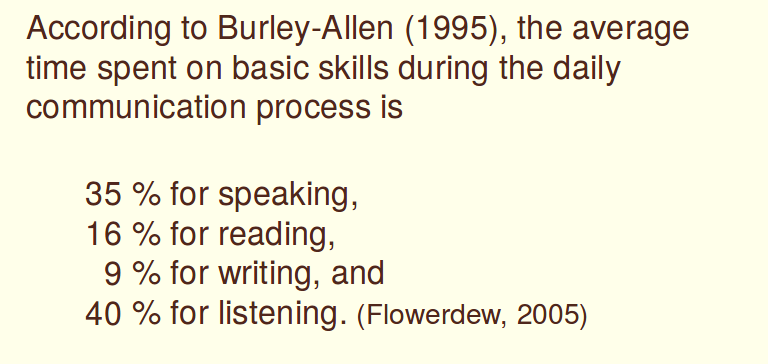 According to Burley-Allen (1995), the average
time spent on basic skills during the daily
communication process is
35 % for speaking,
16 % for reading,
9 % for writing, and
40 % for listening. (Flowerdew, 2005)